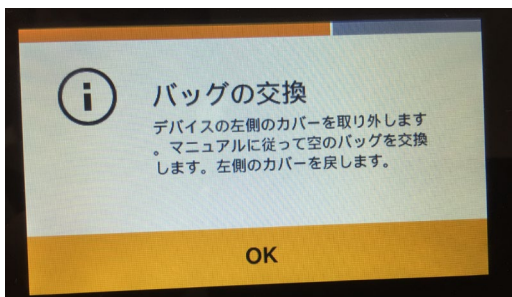 バッグの交換
デバイスの左側のカバーを取り外します
。マニュアルに従って空のバッグを交換
します。左側のカバーを戻します。
OK